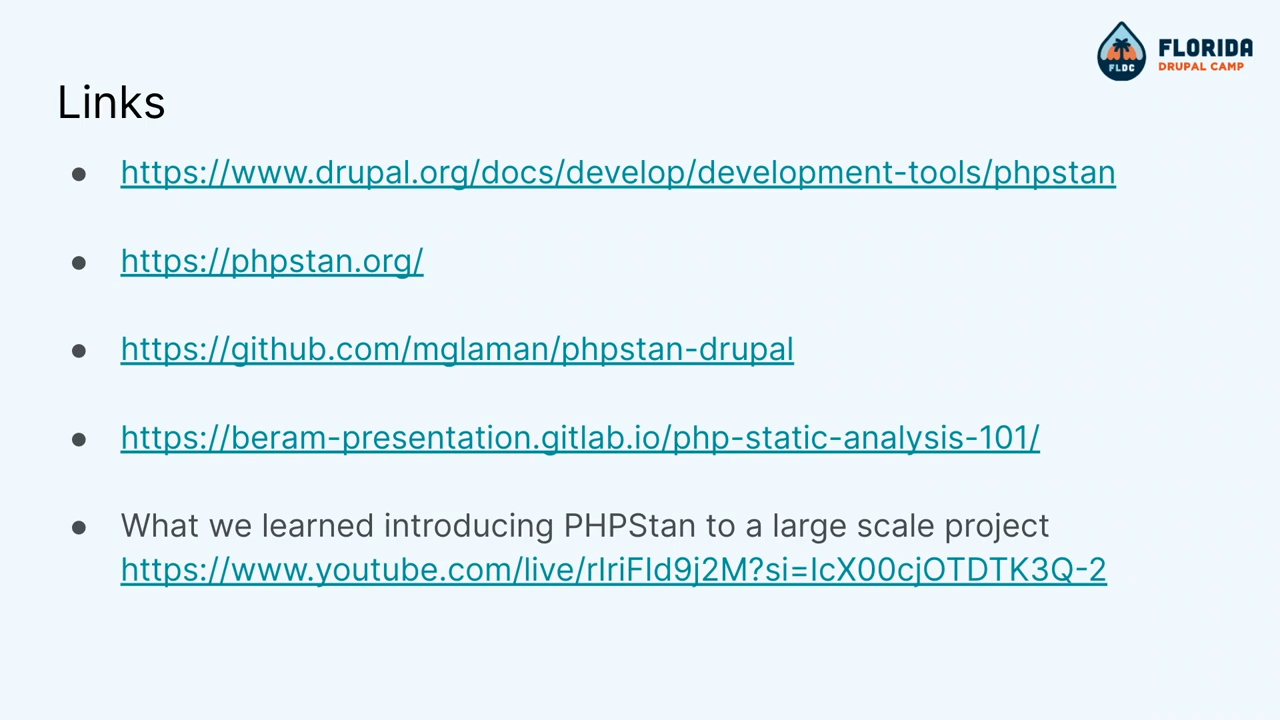 FLORIDA
DRUPAL CAMP
FLDC
Links
● https://www.drupal.org/docs/develop/development-tools/phpstan
● https://phpstan.org/
● https://github.com/mglaman/phpstan-drupal
● https://beram-presentation.gitlab.io/php-static-analysis-101/
● What we learned introducing PHPStan to a large scale project
https://www.youtube.com/live/rIriFId9j2M?si=IcX00cjOTDTK3Q-2